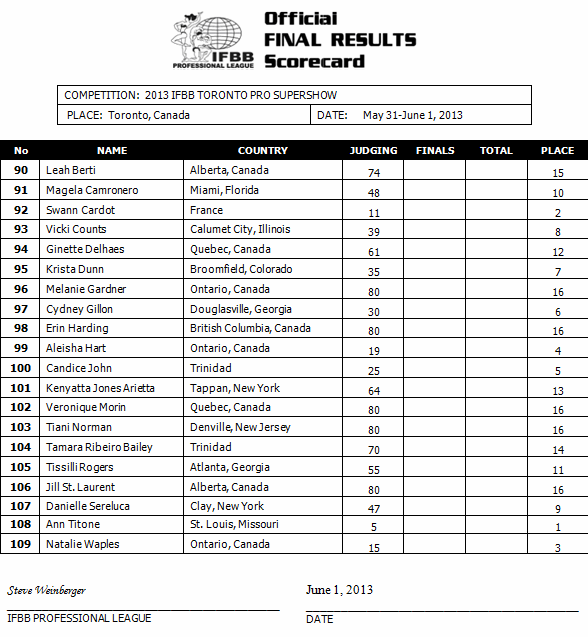 Official
FINAL RESULTS
Scorecard
IFBB
PROFESSIONAL LEAGUE
COMPETITION: 2013 IFBB TORONTO PRO SUPERSHOW
PLACE: Toronto, Canada DATE: May 31-June 1, 2013
No NAME COUNTRY JUDGING FINALS TOTAL PLACE
90 Leah Berti Alberta, Canada 74 15
91 Magela Camronero Miami, Florida 48 10
92 Swann Cardot France 11 2
93 Vicki Counts Calumet City, Illinois 39 8
94 Ginette Delhaes Quebec, Canada 61 12
95 Krista Dunn Broomfield, Colorado 35 7
96 Melanie Gardner Ontario, Canada 80 16
97 Cydney Gillon Douglasville, Georgia 30 6
98 Erin Harding British Columbia, Canada 80 16
99 Aleisha Hart Ontario, Canada 19 4
100 Candice John Trinidad 25 5
101 Kenyatta Jones Arietta Tappan, New York 64 13
102 Veronique Morin Quebec, Canada 80 16
103 Tiani Norman Denville, New Jersey 80 16
104 Tamara Ribeiro Bailey Trinidad 70 14
105 Tissilli Rogers Atlanta, Georgia 55 11
106 Jill St. Laurent Alberta, Canada 80 16
107 Danielle Sereluca Clay, New York 47 9
108 Ann Titone St. Louis, Missouri 5 1
109 Natalie Waples Ontario, Canada 15 3
Steve Weinberger June 1, 2013
IFBB PROFESSIONAL LEAGUE DATE